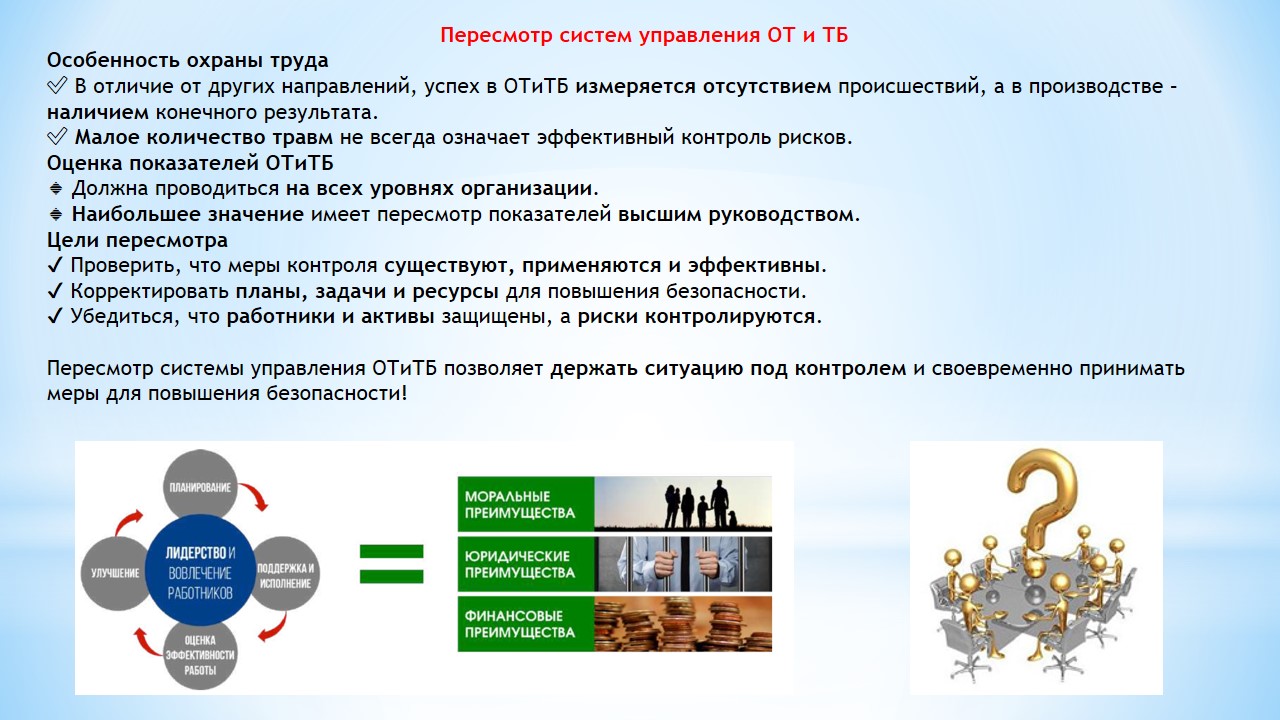 Пересмотр систем управления ОТ и ТБ
Особенность охраны труда
✅ В отличие от других направлений, успех в ОТиТБ измеряется отсутствием происшествий, а в производстве –
наличием конечного результата.
✅ Малое количество травм не всегда означает эффективный контроль рисков.
Оценка показателей ОТиТБ
🔹 Должна проводиться на всех уровнях организации.
🔹 Наибольшее значение имеет пересмотр показателей высшим руководством.
Цели пересмотра
✔ Проверить, что меры контроля существуют, применяются и эффективны.
✔ Корректировать планы, задачи и ресурсы для повышения безопасности.
✔ Убедиться, что работники и активы защищены, а риски контролируются.
Пересмотр системы управления ОТиТБ позволяет держать ситуацию под контролем и своевременно принимать
меры для повышения безопасности!
ПЛАНИРОВАНИЕ
ЛИДЕРСТВО И
ВОВЛЕЧЕНИЕ
РАБОТНИКОВ
УЛУЧШЕНИЕ
ПОДДЕРЖКА И
ИСПОЛНЕНИЕ
ОЦЕНКА
ЭФФЕКТИВНОСТИ
РАБОТЫ
=
МОРАЛЬНЫЕ
ПРЕИМУЩЕСТВА
ЮРИДИЧЕСКИЕ
ПРЕИМУЩЕСТВА
ФИНАНСОВЫЕ
ПРЕИМУЩЕСТВА
?